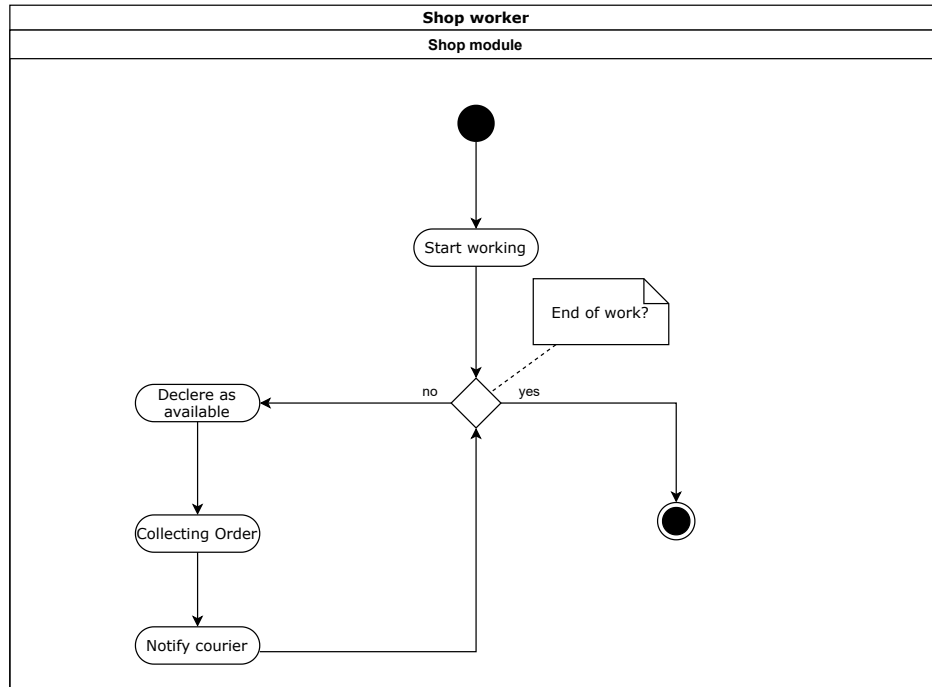 Shop worker
Shop module
Start working
End of work?
no
yes
Declere as
available
Collecting Order
Notify courier